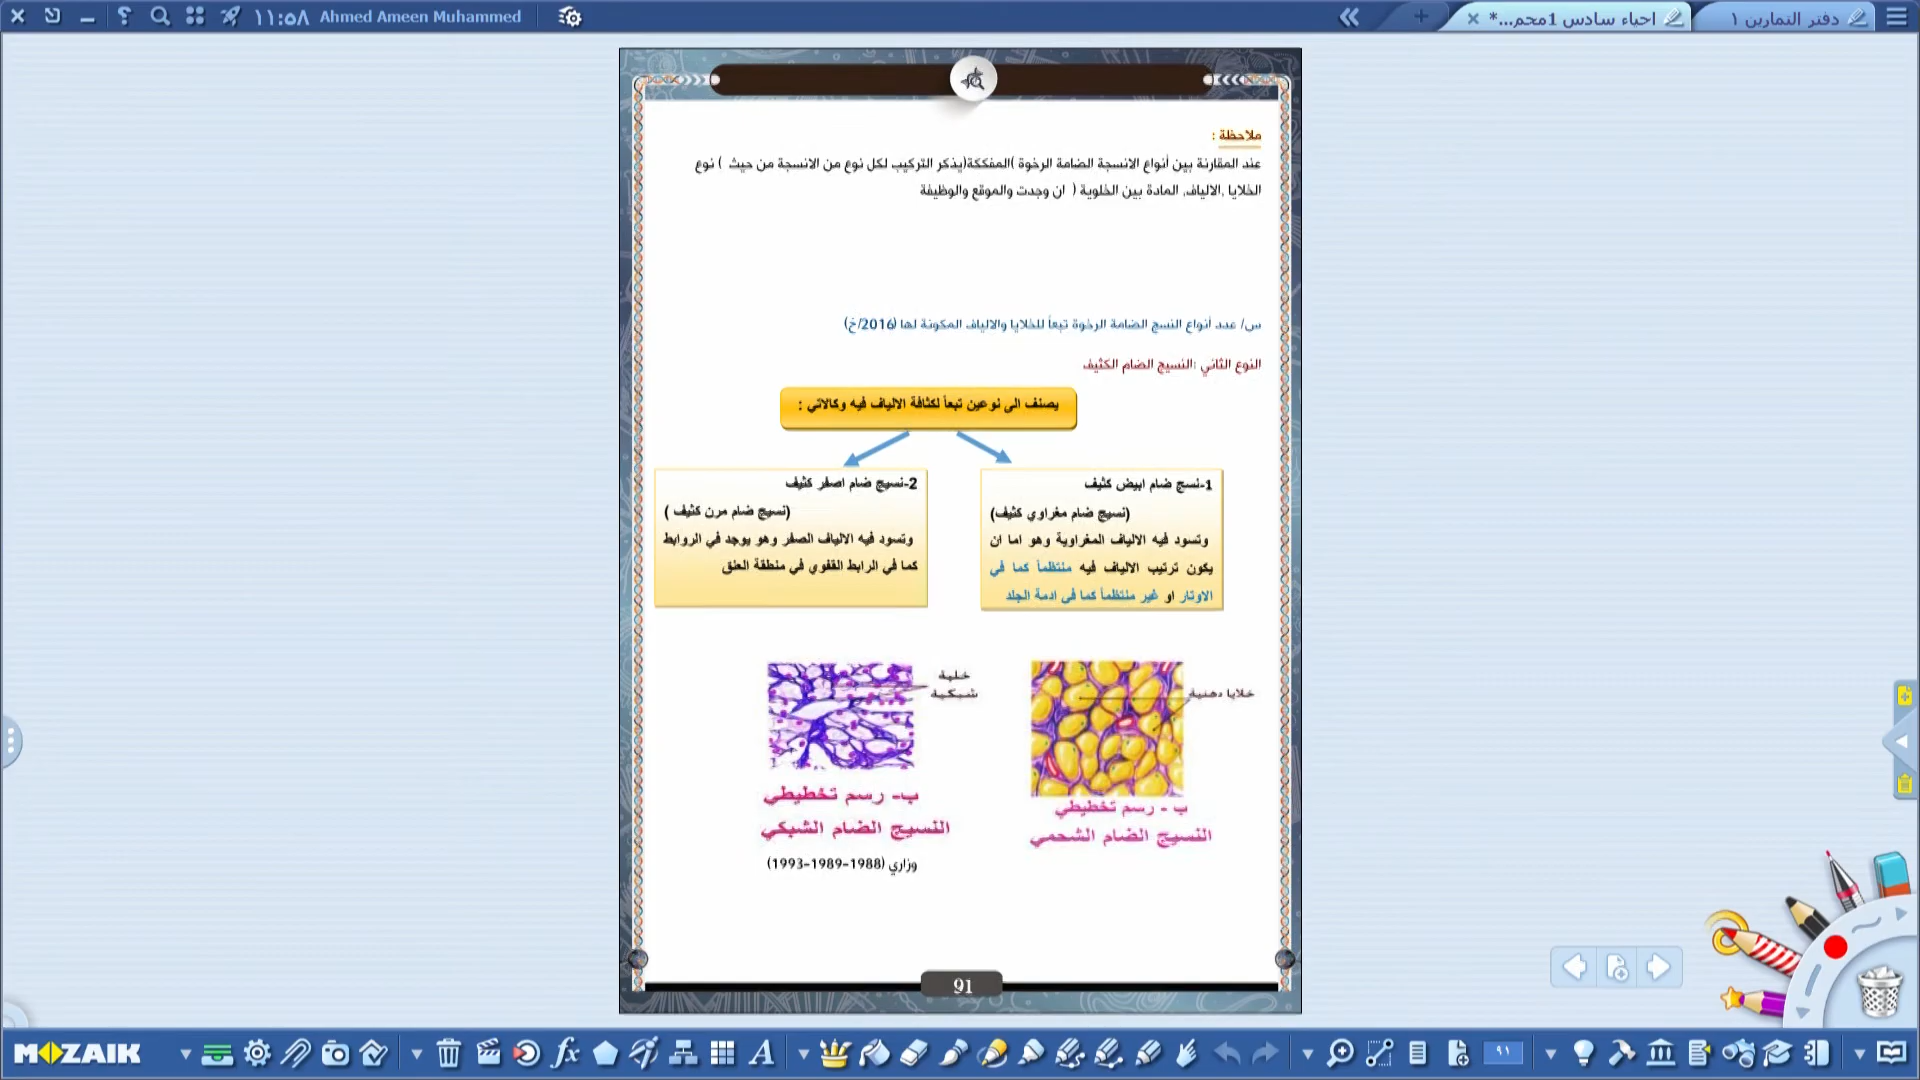 ١١:٥٨ Ahmed Ameen Muhammed
احياء سادس 1محم...*
دفتر التمارين ١
ملاحظة :
عند المقارنة بين أنواع الانسجة الضامة الرخوة )المفككة(يذكر التركيب لكل نوع من الانسجة من حيث ) نوع
الخلايا ,الالياف, المادة بين الخلوية ( ان وجدت والموقع والوظيفة
س/ عدد أنواع النسج الضامة الرخوة تبعاً للخلايا والالياف المكونة لها (2016/خ)
النوع الثاني :النسيج الضام الكثيف
يصنف الى نوعين تبعاً لكثافة الالياف فيه وكالاتي :
1-نسج ضام ابيض كثيف
(نسيج ضام مغراوي كثيف)
وتسود فيه الالياف المغراوية وهو اما ان
يكون ترتيب الالياف فيه منتظماً كما في
الاوتار او غير منتظماً كما في ادمة الجلد
2-نسيج ضام اصفر كثيف
(نسيج ضام مرن كثيف )
وتسود فيه الالياف الصفر وهو يوجد في الروابط
كما في الرابط القفوي في منطقة العنق
خلايا دهنية
ب - رسم تخطيطي
النسيج الضام الشحمي
خلية
شبكية
ب- رسم تخطيطي
النسيج الضام الشبكي
وزاري (1988-1989-1993)
91
MOZAIK
٩١